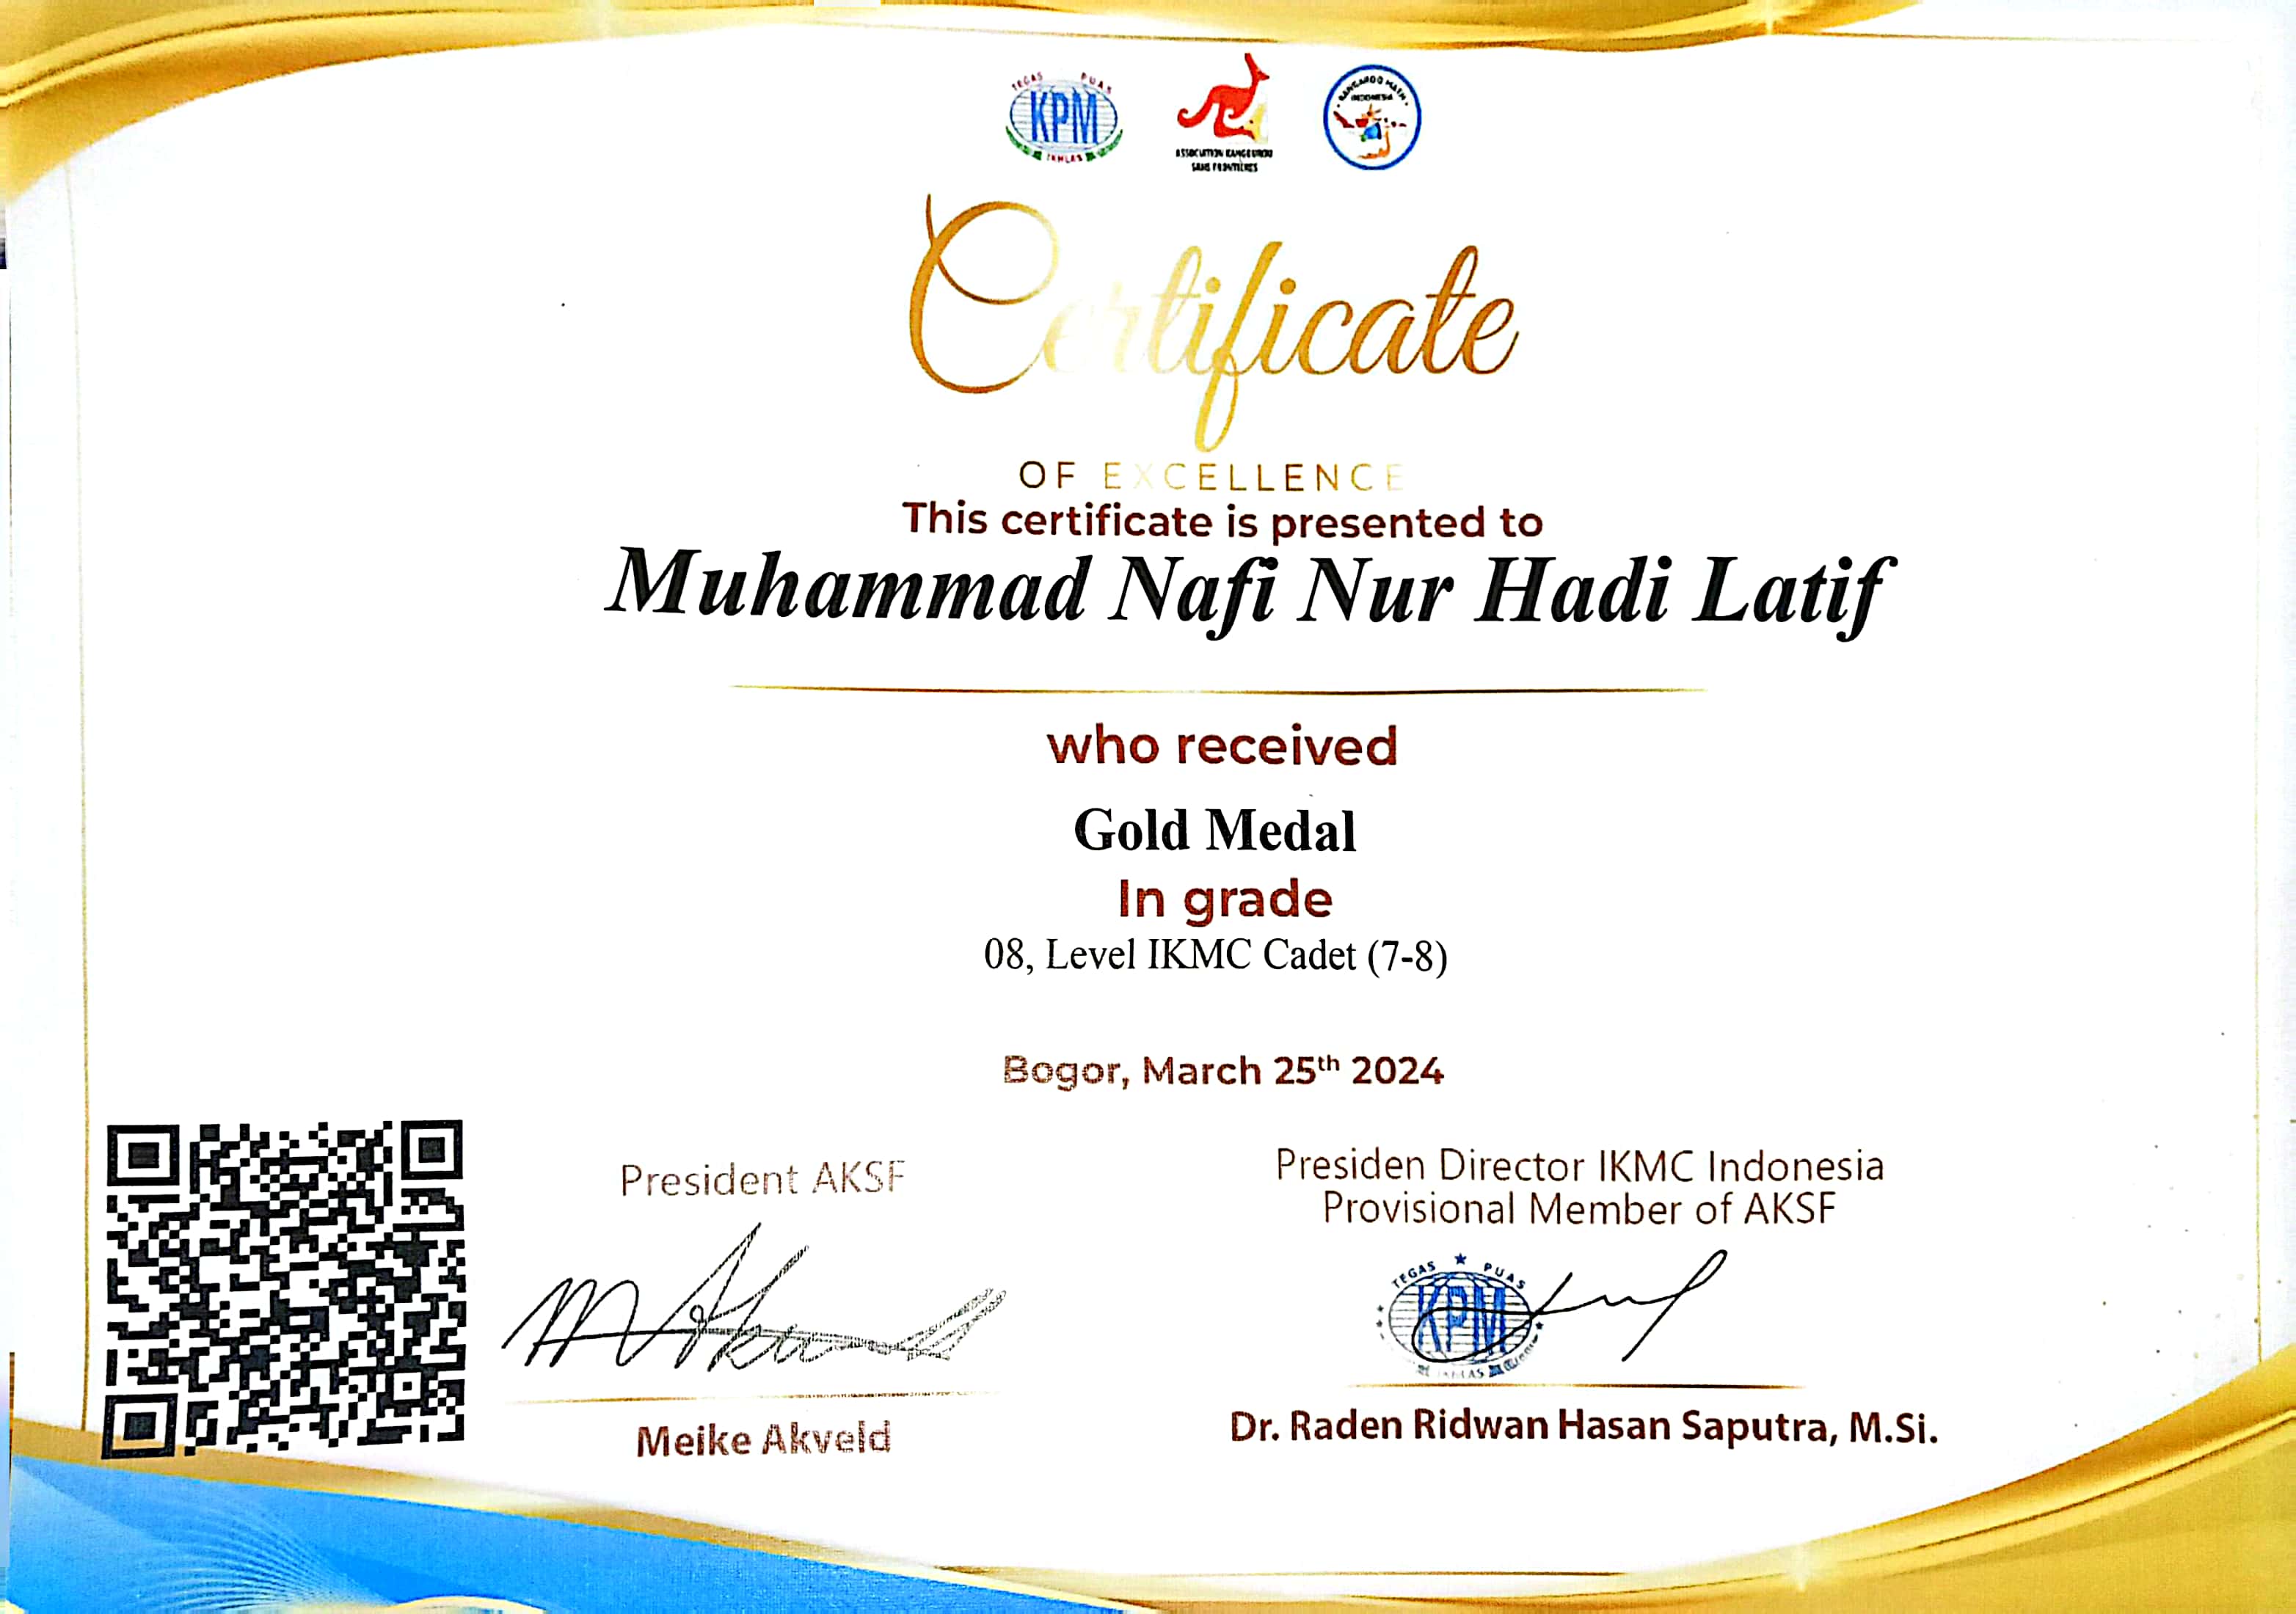 TEGAS PUAS
KPM
IKHLAS
ASSOCIATION KANGOUROU
SANS FRONTIERES
KANGAROO MATH
INDONESIA
Certificate
OF EXCELLENCE
This certificate is presented to
Muhammad Nafi Nur Hadi Latif
who received
Gold Medal
In grade
08, Level IKMC Cadet (7-8)
Bogor, March 25th 2024
President AKSF
Meike Akveld
Presiden Director IKMC Indonesia
Provisional Member of AKSF
TEGAS PUAS
KPM
Dr. Raden Ridwan Hasan Saputra, M.Si.